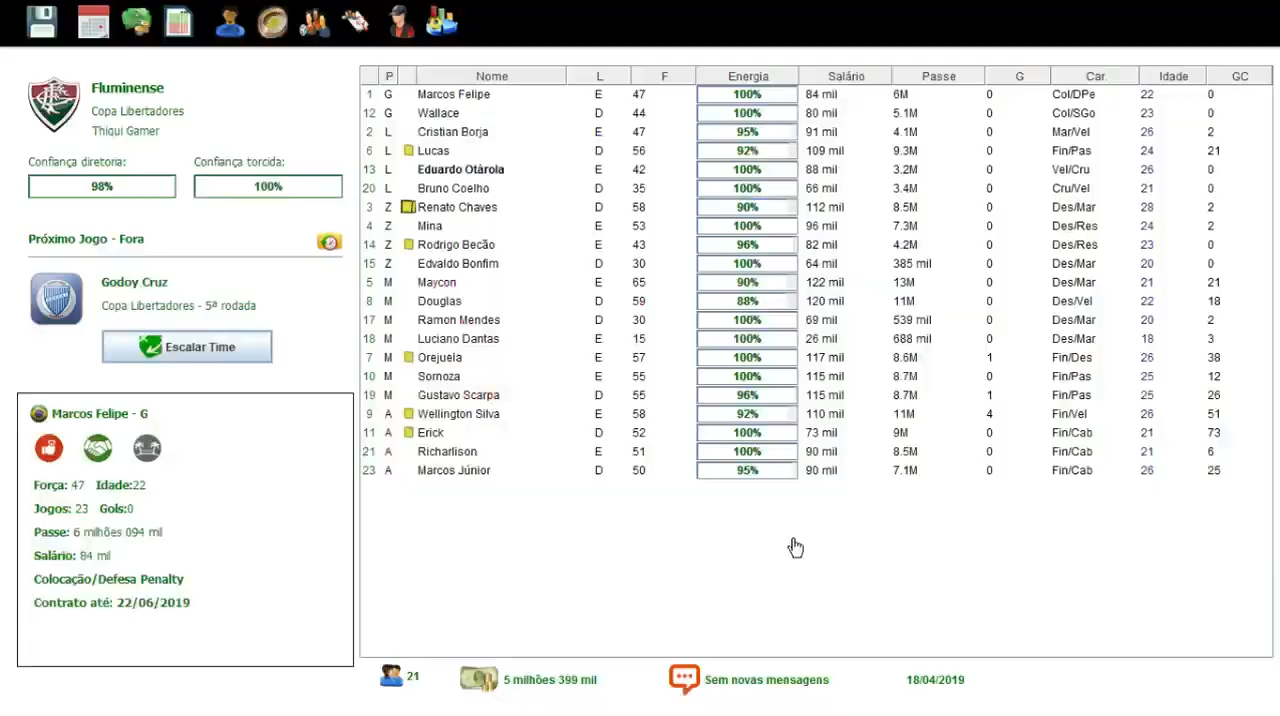 Fluminense
Copa Libertadores
Thiqui Gamer
Confiança diretoria: Confiança torcida:
98% 100%
Próximo Jogo - Fora
Godoy Cruz
Copa Libertadores - 5ª rodada
Escalar Time
Marcos Felipe - G
Força: 47 Idade:22
Jogos: 23 Gols:0
Passe: 6 milhões 094 mil
Salário: 84 mil
Colocação/Defesa Penalty
Contrato até: 22/06/2019
P Nome L F Energia Salário Passe G Car. Idade GC
1 G Marcos Felipe E 47 100% 84 mil 6M 0 Col/DPe 22 0
12 G Wallace D 44 100% 80 mil 5.1M 0 Col/SGo 23 0
2 L Cristian Borja E 47 95% 91 mil 4.1M 0 Mar/Vel 26 2
6 L Lucas D 56 92% 109 mil 9.3M 0 Fin/Pas 24 21
13 L Eduardo Otárola E 42 100% 88 mil 3.2M 0 Vel/Cru 26 0
20 L Bruno Coelho D 35 100% 66 mil 3.4M 0 Cru/Vel 21 0
3 Z Renato Chaves D 58 90% 112 mil 8.5M 0 Des/Mar 28 2
4 Z Mina E 53 100% 96 mil 7.3M 0 Des/Res 24 2
14 Z Rodrigo Becão E 43 96% 82 mil 4.2M 0 Des/Res 23 0
15 Z Edvaldo Bonfim D 30 100% 64 mil 385 mil 0 Des/Mar 20 0
5 M Maycon E 65 90% 122 mil 13M 0 Des/Mar 21 21
8 M Douglas D 59 88% 120 mil 11M 0 Des/Vel 22 18
17 M Ramon Mendes D 30 100% 69 mil 539 mil 0 Des/Mar 20 2
18 M Luciano Dantas E 15 100% 26 mil 688 mil 0 Des/Mar 18 3
7 M Orejuela E 57 100% 117 mil 8.6M 1 Fin/Des 26 38
10 M Sornoza E 55 100% 115 mil 8.7M 0 Fin/Pas 25 12
19 M Gustavo Scarpa D 55 96% 115 mil 8.7M 1 Fin/Pas 25 26
9 A Wellington Silva E 58 92% 110 mil 11M 4 Fin/Vel 26 51
11 A Erick D 52 100% 73 mil 9M 0 Fin/Cab 21 73
21 A Richarlison E 51 100% 90 mil 8.5M 0 Fin/Cab 21 6
23 A Marcos Júnior D 50 95% 90 mil 7.1M 0 Fin/Cab 26 25
21 5 milhões 399 mil Sem novas mensagens 18/04/2019